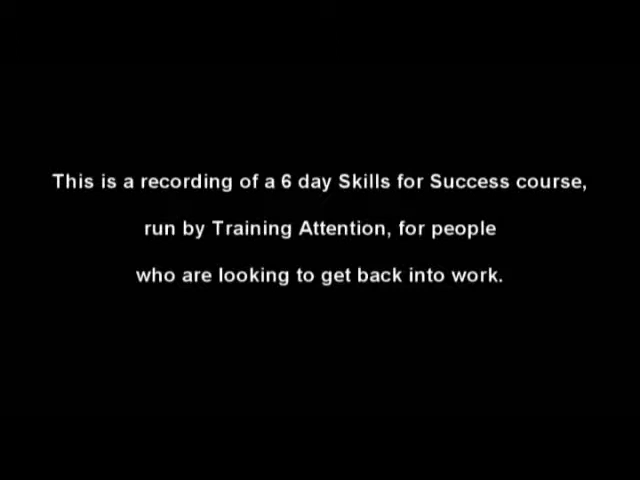 This is a recording of a 6 day Skills for Success course,
run by Training Attention, for people
who are looking to get back into work.